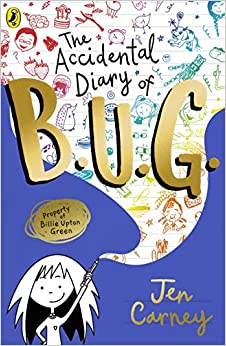 The
Accidental
Diary of
B.U.G.
Property of
Billie Upton
Green
Jen
Carney